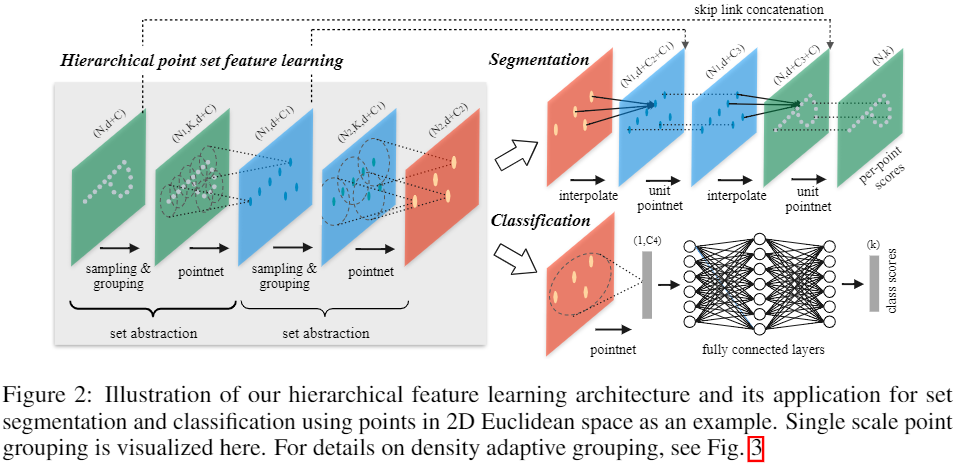 skip link concatenation
Hierarchical point set feature learning
Segmentation
(N,d+C)
(N1,K,d+C)
(N1,d+C1)
(N2,K,d+C1)
(N2,d+C2)
(N1,d+C2+C1)
(N1,d+C3)
(N,d+C3+C)
(N,k)
per-point
scores
interpolate
unit
pointnet
interpolate
unit
pointnet
sampling &
grouping
pointnet
sampling &
grouping
pointnet
set abstraction
set abstraction
Classification
(1,C4)
(k)
class scores
pointnet
fully connected layers
Figure 2: Illustration of our hierarchical feature learning architecture and its application for set
segmentation and classification using points in 2D Euclidean space as an example. Single scale point
grouping is visualized here. For details on density adaptive grouping, see Fig. 3